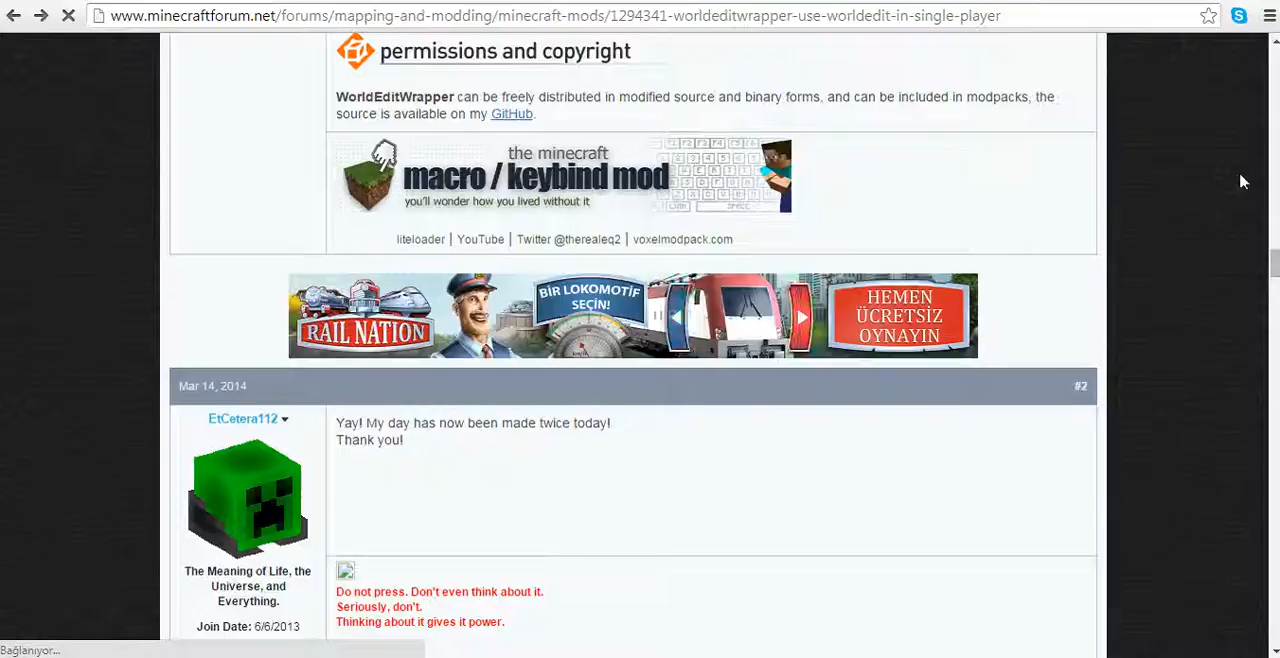 www.minecraftforum.net/forums/mapping-and-modding/minecraft-mods/1294341-worldeditwrapper-use-worldedit-in-single-player
permissions and copyright
WorldEditWrapper can be freely distributed in modified source and binary forms, and can be included in modpacks, the
source is available on my GitHub.
the minecraft
macro / keybind mod
you'll wonder how you lived without it
liteloader | YouTube | Twitter @therealeq2 | voxelmodpack.com
RAIL NATION
BİR LOKOMOTİF
SEÇİN!
HEMEN
ÜCRETSİZ
OYNAYIN
Mar 14, 2014
#2
EtCetera112
Yay! My day has now been made twice today!
Thank you!
The Meaning of Life, the
Universe, and
Everything.
Join Date: 6/6/2013
Do not press. Don't even think about it.
Seriously, don't.
Thinking about it gives it power.
Bağlanıyor...